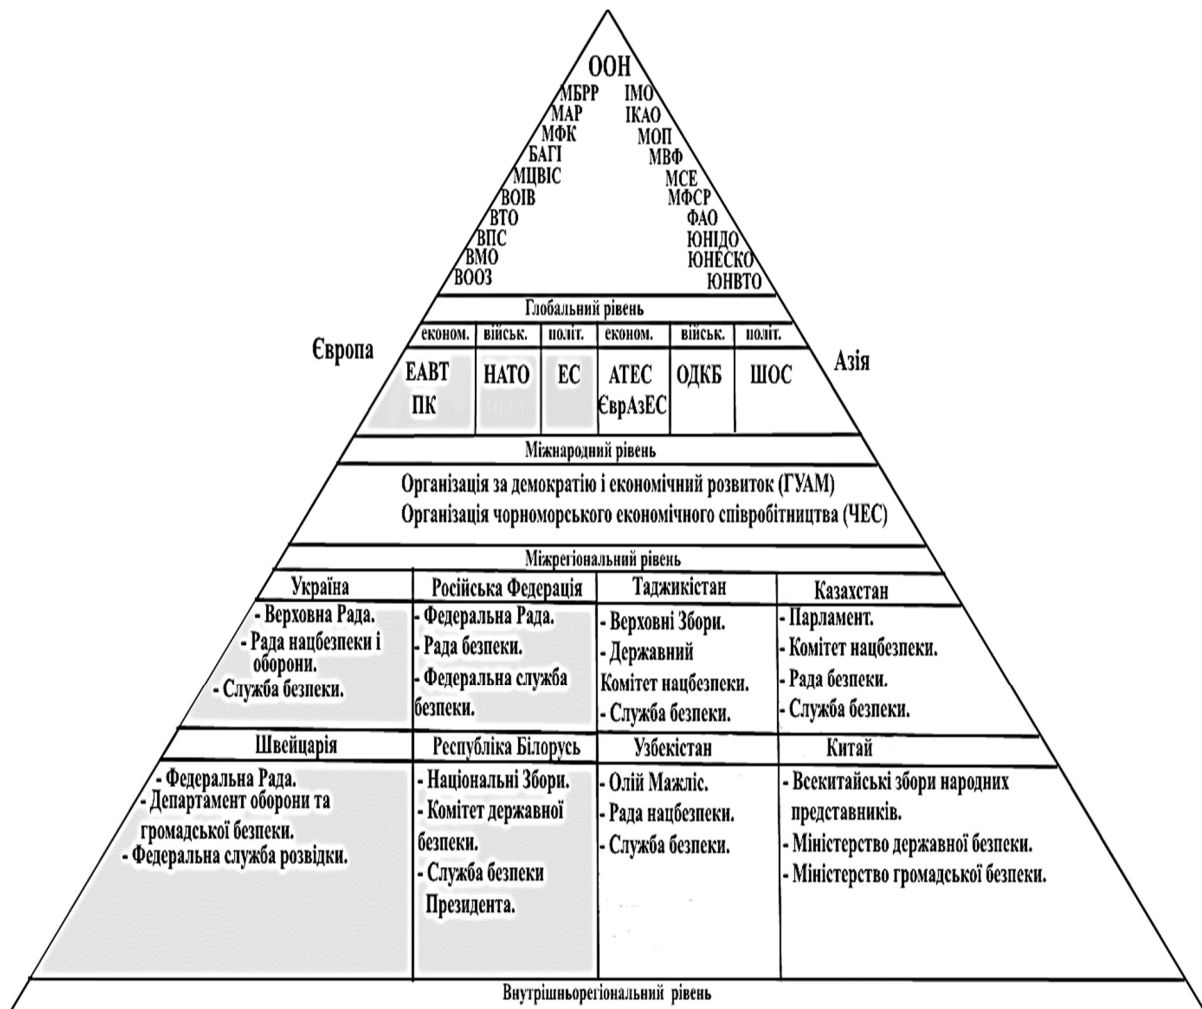 ООН
МБРР ІМО
МАР ІКАО
МФК МОП
БАГІ МВФ
МЦВІС МСЕ
ВОІВ МФСР
ВТО ФАО
ВПС ЮНІДО
ВМО ЮНЕСКО
ВООЗ ЮНВТО
Глобальний рівень
Європа
економ. військ. політ. економ. військ. політ.
Азія
ЕАВТ НАТО ЕС АТЕС ОДКБ ШОС
ПК ЄврАзЕС
Міжнародний рівень
Організація за демократію і економічний розвиток (ГУАМ)
Організація чорноморського економічного співробітництва (ЧЕС)
Міжрегіональний рівень
Україна
- Верховна Рада.
- Рада нацбезпеки і
оборони.
- Служба безпеки.
Російська Федерація
- Федеральна Рада.
- Рада безпеки.
- Федеральна служба
безпеки.
Таджикістан
- Верховні Збори.
- Державний
Комітет нацбезпеки.
- Служба безпеки.
Казахстан
- Парламент.
- Комітет нацбезпеки.
- Рада безпеки.
- Служба безпеки.
Швейцарія
- Федеральна Рада.
- Департамент оборони та
громадської безпеки.
- Федеральна служба розвідки.
Республіка Білорусь
- Національні Збори.
- Комітет державної
безпеки.
- Служба безпеки
Президента.
Узбекістан
- Олій Мажліс.
- Рада нацбезпеки.
- Служба безпеки.
Китай
- Всекитайські збори народних
представників.
- Міністерство державної безпеки.
- Міністерство громадської безпеки.
Внутрішньорегіональний рівень